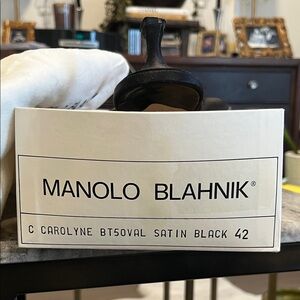 MANOLO BLAHNIK®
C CAROLYNE BT50VAL SATIN BLACK 42